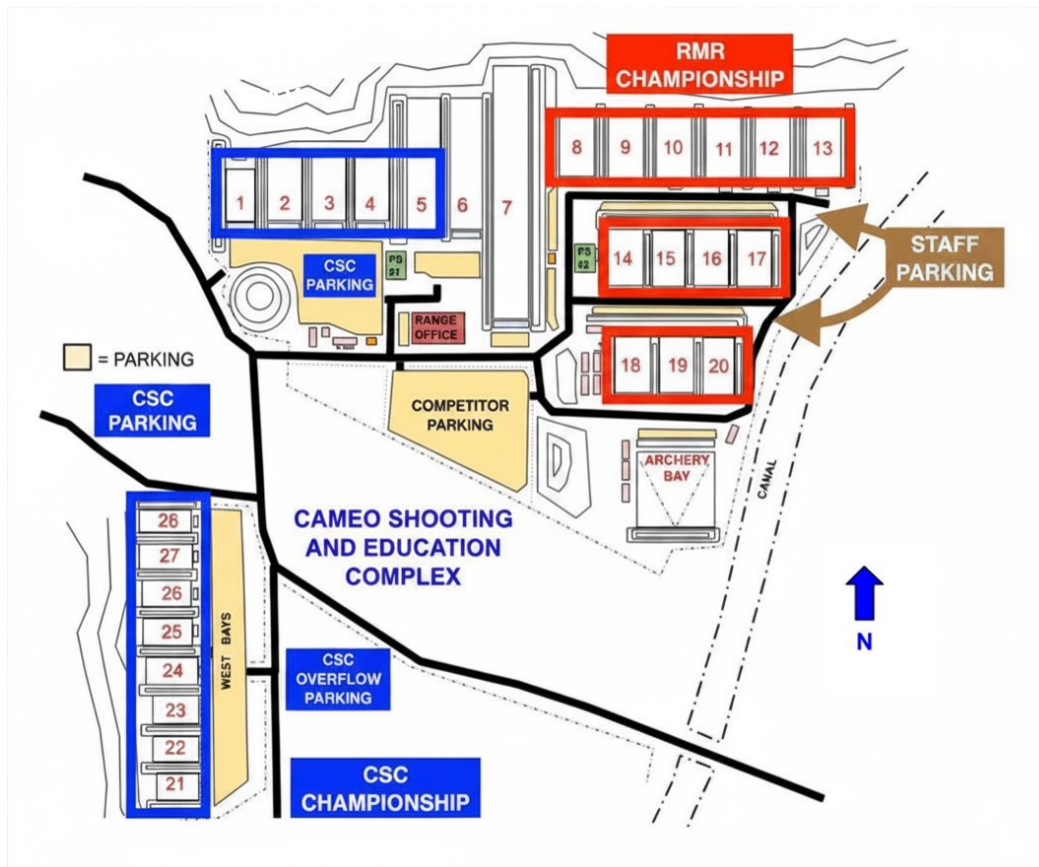 RMR
CHAMPIONSHIP
8
9
10
11
12
13
1
2
3
4
5
6
7
CSC
PARKING
PS
14
15
16
17
STAFF
PARKING
RANGE
OFFICE
18
19
20
= PARKING
CSC
PARKING
COMPETITOR
PARKING
ARCHERY
BAY
CANAL
CAMEO SHOOTING
AND EDUCATION
COMPLEX
N
28
27
26
25
24
23
22
21
WEST BAYS
CSC
OVERFLOW
PARKING
CSC
CHAMPIONSHIP